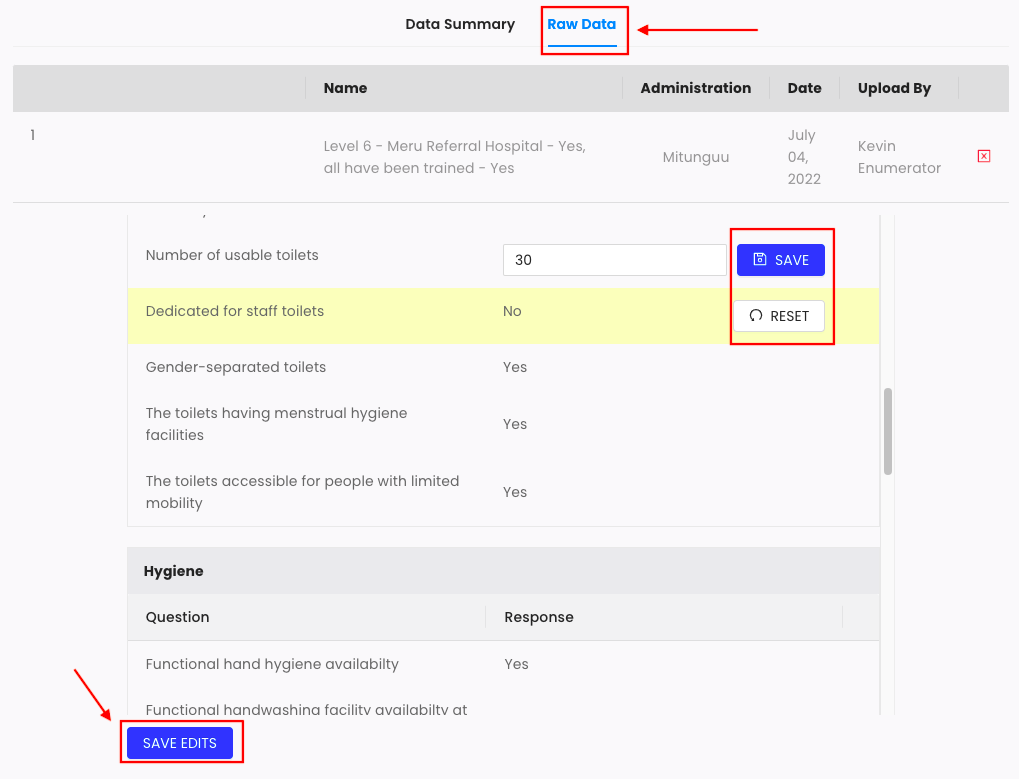 Data Summary Raw Data
Name Administration Date Upload By
1 Level 6 - Meru Referral Hospital - Yes, all have been trained - Yes Mitunguu July 04, 2022 Kevin Enumerator
Number of usable toilets 30 SAVE
Dedicated for staff toilets No RESET
Gender-separated toilets Yes
The toilets having menstrual hygiene
facilities
Yes
The toilets accessible for people with limited
mobility
Yes
Hygiene
Question Response
Functional hand hygiene availabilty Yes
Functional handwashing facility availabilty at
SAVE EDITS